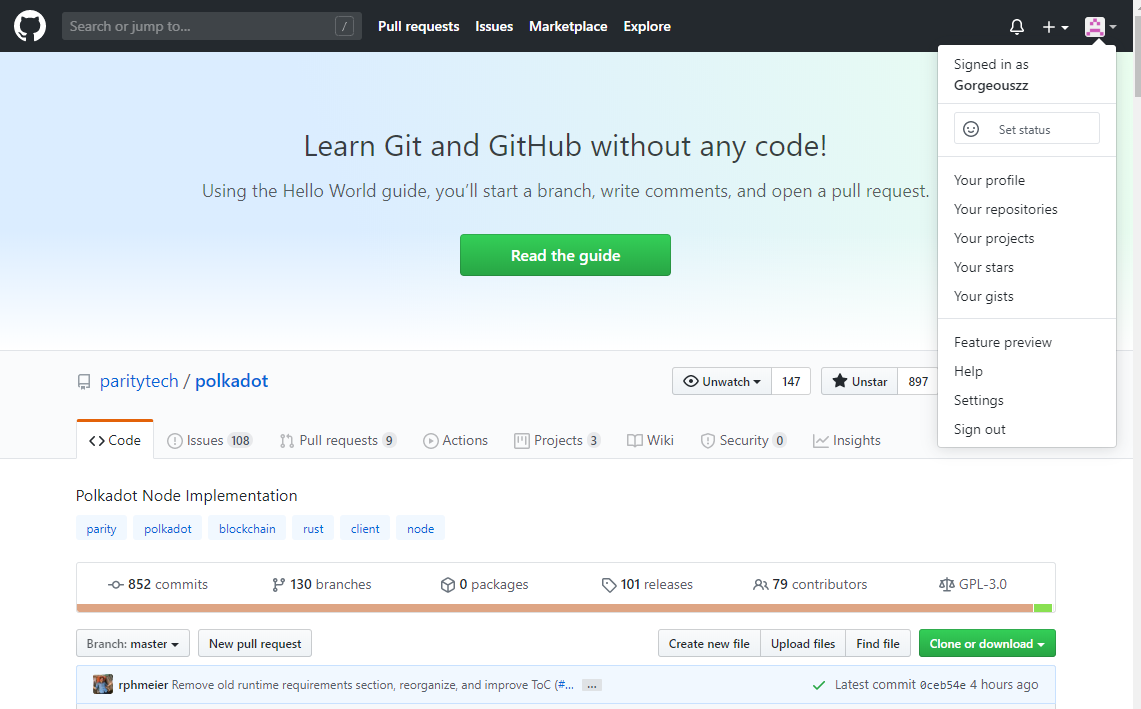 Search or jump to...
/
Pull requests
Issues
Marketplace
Explore
Signed in as
Gorgeouszz
Set status
Your profile
Your repositories
Your projects
Your stars
Your gists
Feature preview
Help
Settings
Sign out
Learn Git and GitHub without any code!
Using the Hello World guide, you’ll start a branch, write comments, and open a pull request.
Read the guide
paritytech / polkadot
Unwatch 147
Unstar 897
Code
Issues 108
Pull requests 9
Actions
Projects 3
Wiki
Security 0
Insights
Polkadot Node Implementation
parity
polkadot
blockchain
rust
client
node
852 commits
130 branches
0 packages
101 releases
79 contributors
GPL-3.0
Branch: master
New pull request
Create new file
Upload files
Find file
Clone or download
rphmeier Remove old runtime requirements section, reorganize, and improve ToC (#... ...
Latest commit 0ceb54e 4 hours ago